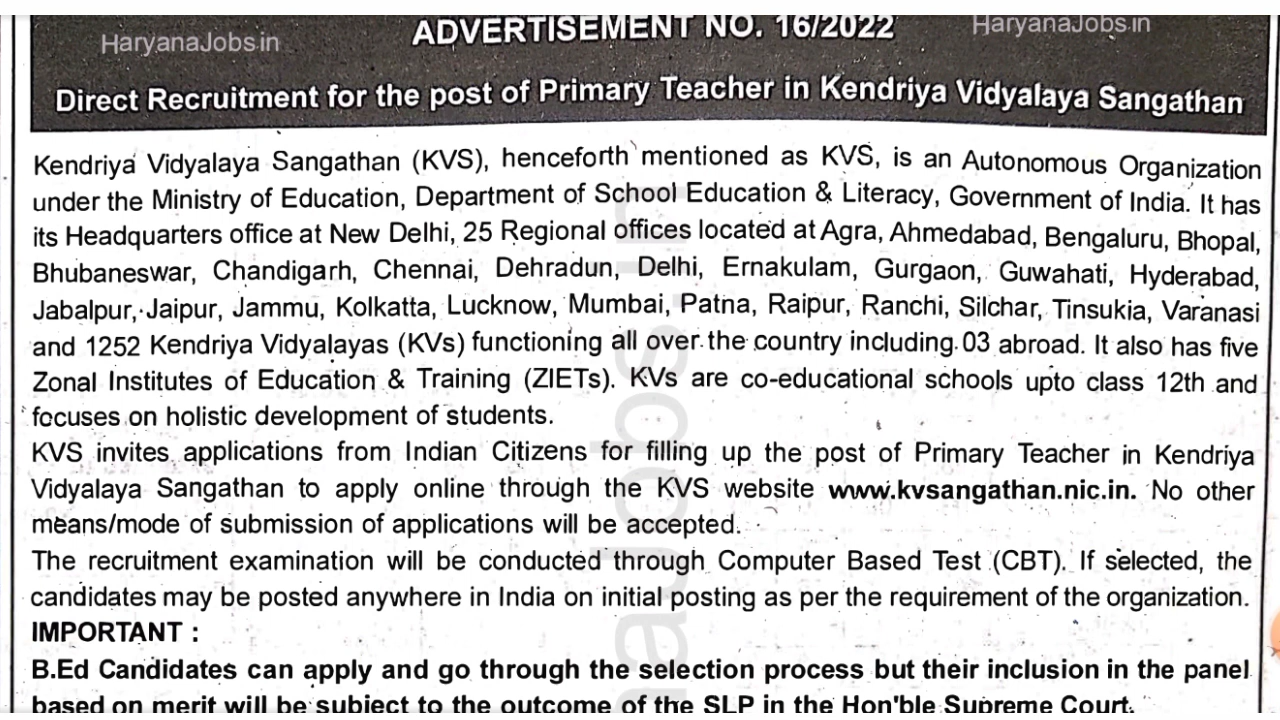 HaryanaJobs.in
ADVERTISEMENT NO. 16/2022
HaryanaJobs.in
Direct Recruitment for the post of Primary Teacher in Kendriya Vidyalaya Sangathan
Kendriya Vidyalaya Sangathan (KVS), henceforth mentioned as KVS, is an Autonomous Organization
under the Ministry of Education, Department of School Education & Literacy, Government of India. It has
its Headquarters office at New Delhi, 25 Regional offices located at Agra, Ahmedabad, Bengaluru, Bhopal,
Bhubaneswar, Chandigarh, Chennai, Dehradun, Delhi, Ernakulam, Gurgaon, Guwahati, Hyderabad,
Jabalpur, Jaipur, Jammu, Kolkatta, Lucknow, Mumbai, Patna, Raipur, Ranchi, Silchar, Tinsukia, Varanasi
and 1252 Kendriya Vidyalayas (KVs) functioning all over the country including 03 abroad. It also has five
Zonal Institutes of Education & Training (ZIETs). KVs are co-educational schools upto class 12th and
focuses on holistic development of students.
KVS invites applications from Indian Citizens for filling up the post of Primary Teacher in Kendriya
Vidyalaya Sangathan to apply online through the KVS website www.kvsangathan.nic.in. No other
means/mode of submission of applications will be accepted.
The recruitment examination will be conducted through Computer Based Test (CBT). If selected, the
candidates may be posted anywhere in India on initial posting as per the requirement of the organization.
IMPORTANT :
B.Ed Candidates can apply and go through the selection process but their inclusion in the panel
based on merit will be subject to the outcome of the SLP in the Hon'ble Supreme Court.
aJobs.in